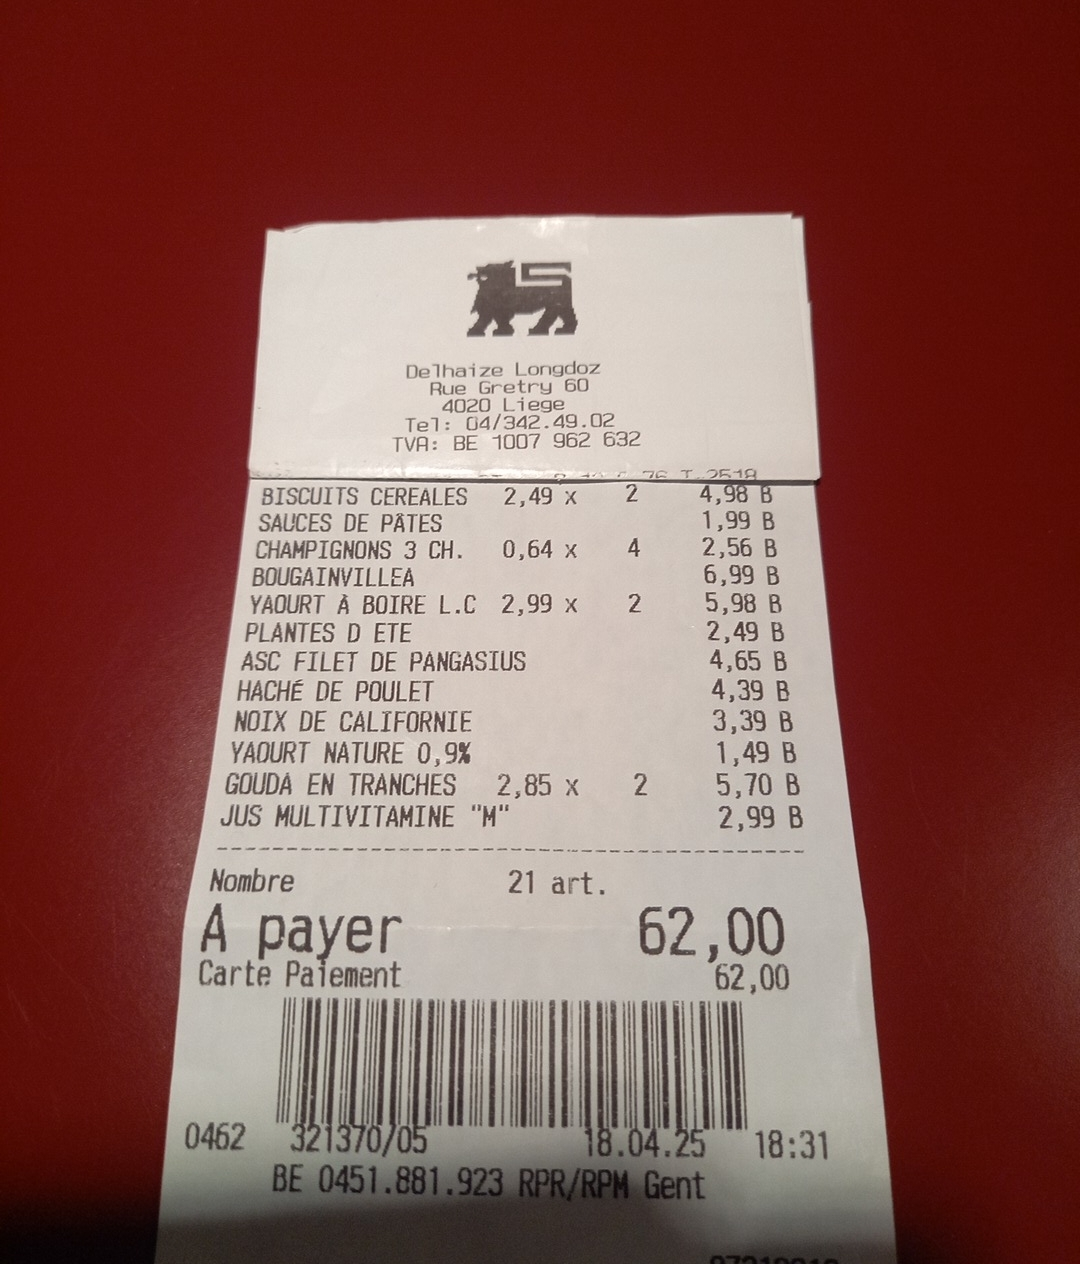 Delhaize Longdoz
Rue Gretry 60
4020 Liege
Tel: 04/342.49.02
TVA: BE 1007 962 632
BISCUITS CEREALES 2,49 x 2 4,98 B
SAUCES DE PÂTES 1,99 B
CHAMPIGNONS 3 CH. 0,64 x 4 2,56 B
BOUGAINVILLEA 6,99 B
YAOURT À BOIRE L.C 2,99 x 2 5,98 B
PLANTES D ETE 2,49 B
ASC FILET DE PANGASIUS 4,65 B
HACHÉ DE POULET 4,39 B
NOIX DE CALIFORNIE 3,39 B
YAOURT NATURE 0,9% 1,49 B
GOUDA EN TRANCHES 2,85 x 2 5,70 B
JUS MULTIVITAMINE "M" 2,99 B
Nombre 21 art.
A payer 62,00
Carte Paiement 62,00
0462 321370/05 18.04.25 18:31
BE 0451.881.923 RPR/RPM Gent